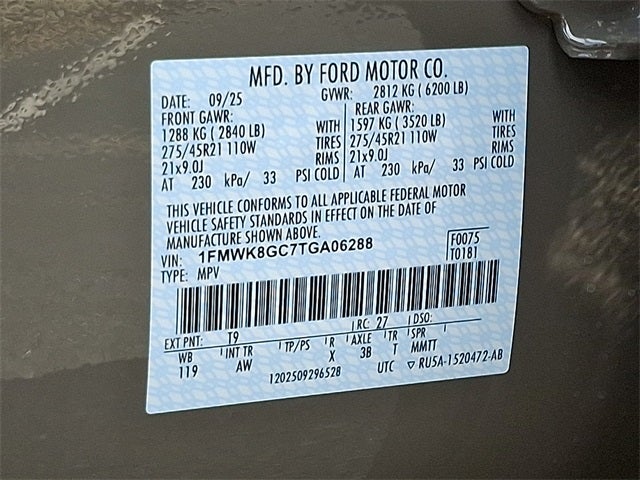 MFD. BY FORD MOTOR CO.
DATE: 09/25 GVWR: 2812 KG ( 6200 LB)
FRONT GAWR: REAR GAWR:
1288 KG ( 2840 LB) WITH 1597 KG ( 3520 LB) WITH
275/45R21 110W TIRES 275/45R21 110W TIRES
21x9.0J RIMS 21x9.0J RIMS
AT 230 kPa/ 33 PSI COLD AT 230 kPa/ 33 PSI COLD
THIS VEHICLE CONFORMS TO ALL APPLICABLE FEDERAL MOTOR
VEHICLE SAFETY STANDARDS IN EFFECT ON THE DATE OF
MANUFACTURE SHOWN ABOVE.
VIN: 1FMWK8GC7TGA06288 F0075
TYPE: MPV T0181
EXT PNT: T9 RC: 27 DSO:
WB INT TR TP/PS R AXLE TR SPR
119 AW X 3B T MMTT
1202509296528 UTC ▽ RU5A-1520472-AB